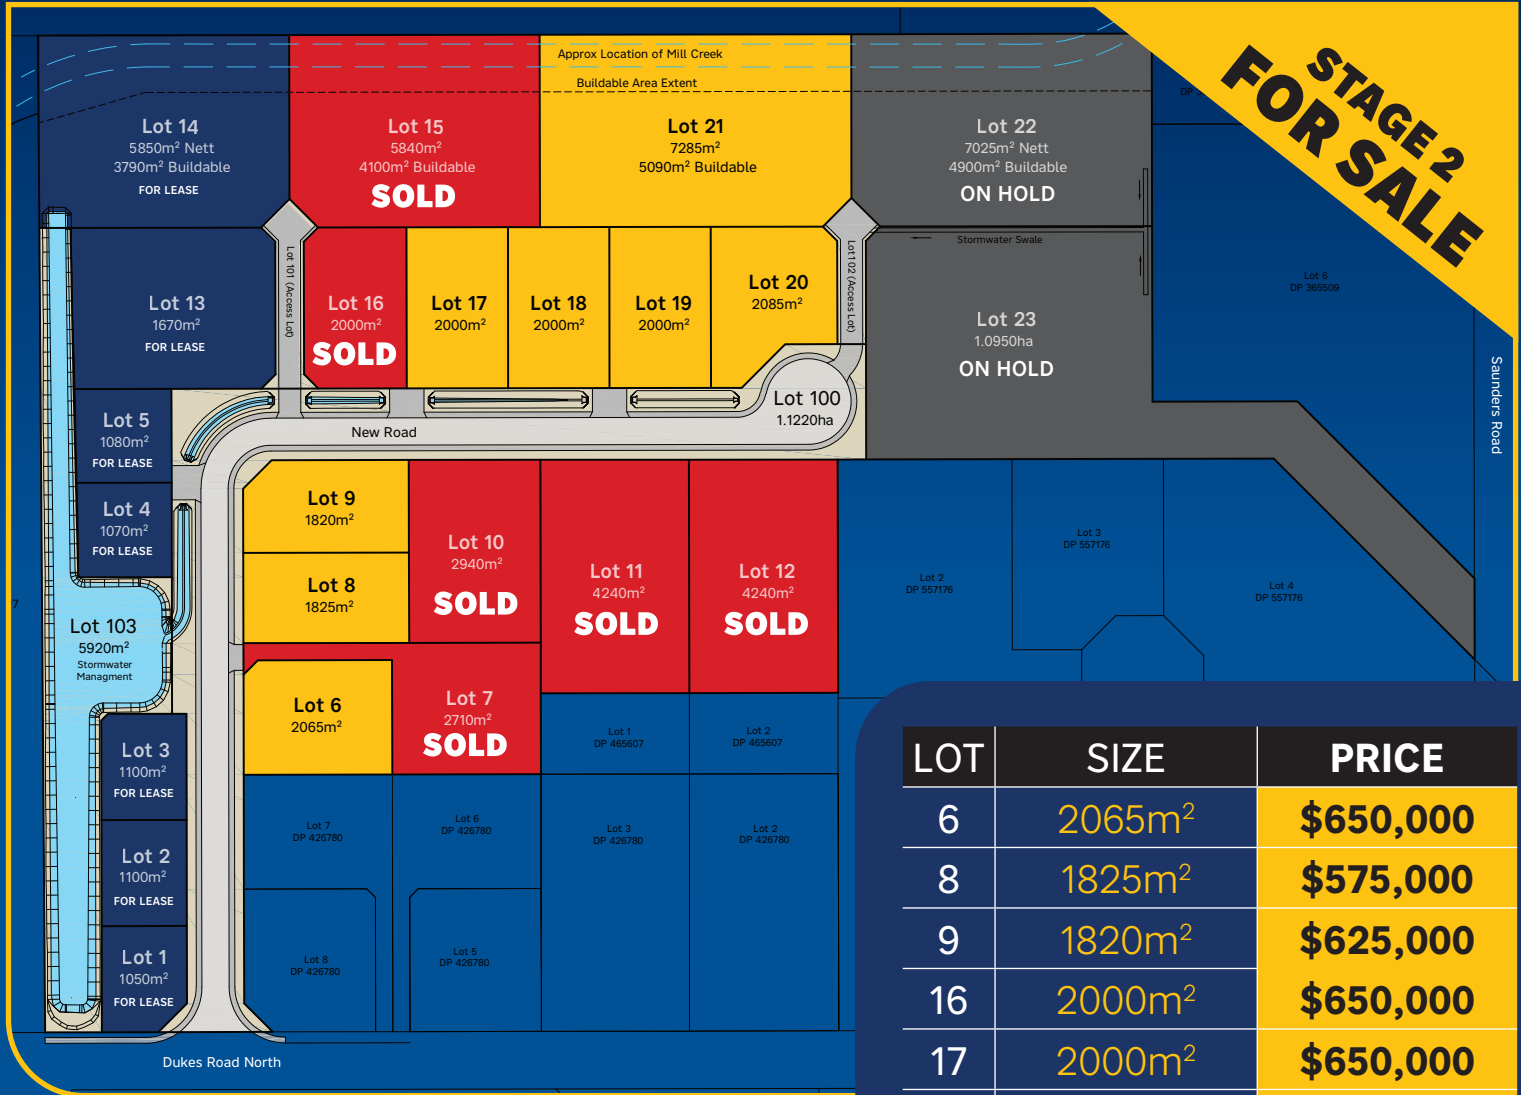 STAGE 2
FOR SALE
Approx Location of Mill Creek
Buildable Area Extent
Lot 14
5850m² Nett
3790m² Buildable
FOR LEASE
Lot 15
5840m²
4100m² Buildable
SOLD
Lot 21
7285m²
5090m² Buildable
Lot 22
7025m² Nett
4900m² Buildable
ON HOLD
Stormwater Swale
Lot 13
1670m²
FOR LEASE
Lot 101 (Access Lot)
Lot 16
2000m²
SOLD
Lot 17
2000m²
Lot 18
2000m²
Lot 19
2000m²
Lot 20
2085m²
Lot1 02 (Access Lot)
Lot 23
1.0950ha
ON HOLD
Lot 6
DP 365509
Saunders Road
Lot 5
1080m²
FOR LEASE
New Road
Lot 100
1.1220ha
Lot 4
1070m²
FOR LEASE
Lot 9
1820m²
Lot 8
1825m²
Lot 10
2940m²
SOLD
Lot 11
4240m²
SOLD
Lot 12
4240m²
SOLD
Lot 2
DP 557176
Lot 3
DP 557176
Lot 4
DP 557176
7
Lot 103
5920m²
Stormwater
Managment
Lot 6
2065m²
Lot 7
2710m²
SOLD
Lot 1
DP 465607
Lot 2
DP 465607
Lot 3
1100m²
FOR LEASE
Lot 2
1100m²
FOR LEASE
Lot 1
1050m²
FOR LEASE
Lot 7
DP 426780
Lot 6
DP 426780
Lot 3
DP 426780
Lot 2
DP 426780
Lot 8
DP 426780
Lot 5
DP 426780
Dukes Road North
LOT SIZE PRICE
6 2065m² $650,000
8 1825m² $575,000
9 1820m² $625,000
16 2000m² $650,000
17 2000m² $650,000